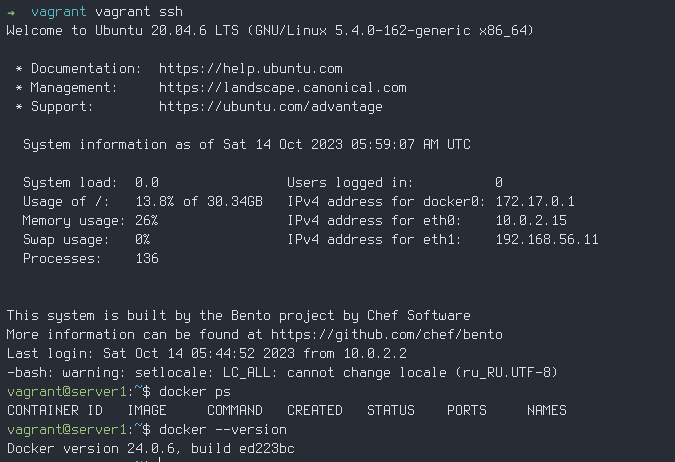 →  vagrant vagrant ssh
Welcome to Ubuntu 20.04.6 LTS (GNU/Linux 5.4.0-162-generic x86_64)
* Documentation:  https://help.ubuntu.com
* Management:     https://landscape.canonical.com
* Support:        https://ubuntu.com/advantage
System information as of Sat 14 Oct 2023 05:59:07 AM UTC
System load:  0.0                Users logged in:          0
Usage of /:   13.8% of 30.34GB   IPv4 address for docker0: 172.17.0.1
Memory usage: 26%                IPv4 address for eth0:    10.0.2.15
Swap usage:   0%                 IPv4 address for eth1:    192.168.56.11
Processes:    136
This system is built by the Bento project by Chef Software
More information can be found at https://github.com/chef/bento
Last login: Sat Oct 14 05:44:52 2023 from 10.0.2.2
-bash: warning: setlocale: LC_ALL: cannot change locale (ru_RU.UTF-8)
vagrant@server1:~$ docker ps
CONTAINER ID   IMAGE     COMMAND   CREATED   STATUS    PORTS     NAMES
vagrant@server1:~$ docker --version
Docker version 24.0.6, build ed223bc